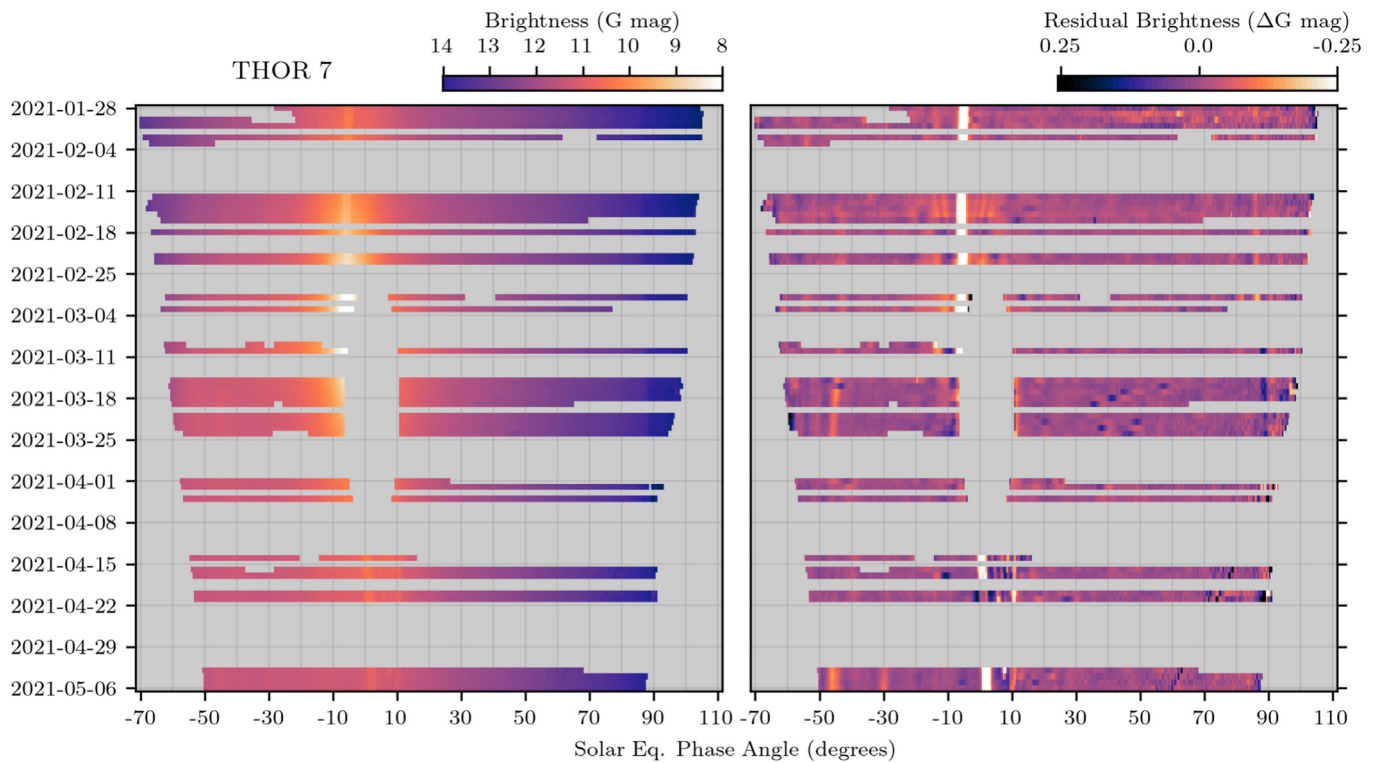 Brightness (G mag)
14 13 12 11 10 9 8
Residual Brightness (ΔG mag)
0.25 0.0 -0.25
THOR 7
2021-01-28
2021-02-04
2021-02-11
2021-02-18
2021-02-25
2021-03-04
2021-03-11
2021-03-18
2021-03-25
2021-04-01
2021-04-08
2021-04-15
2021-04-22
2021-04-29
2021-05-06
-70 -50 -30 -10 10 30 50 70 90 110
-70 -50 -30 -10 10 30 50 70 90 110
Solar Eq. Phase Angle (degrees)